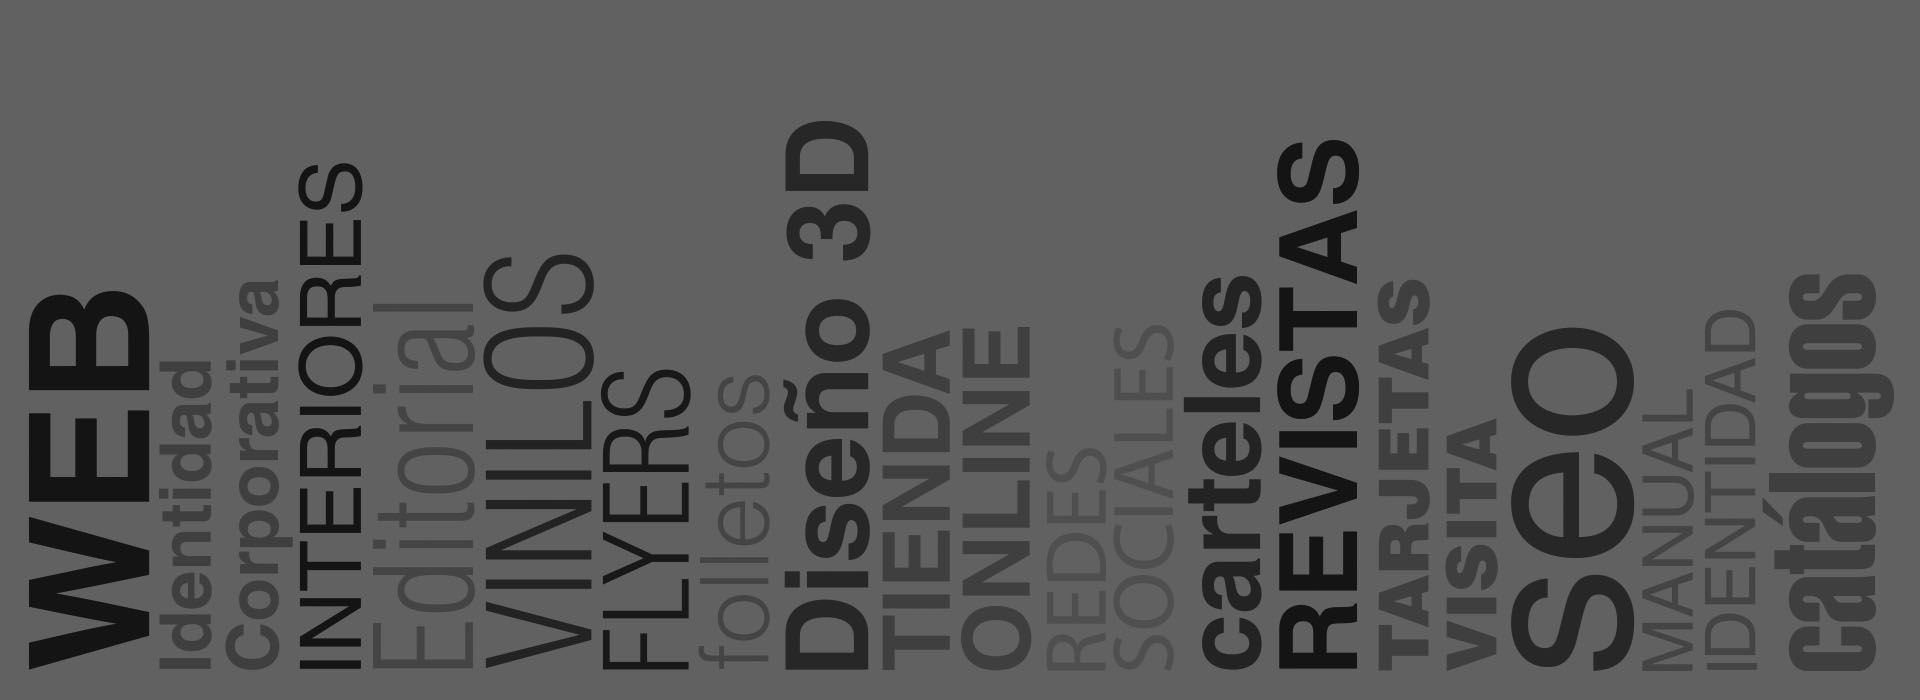 WEB
Identidad
Corporativa
INTERIORES
Editorial
VINILOS
FLYERS
folletos
Diseño 3D
TIENDA
ONLINE
REDES
SOCIALES
carteles
REVISTAS
TARJETAs
VIsITA
seo
MANUAL
IDENTIDAD
catálogos